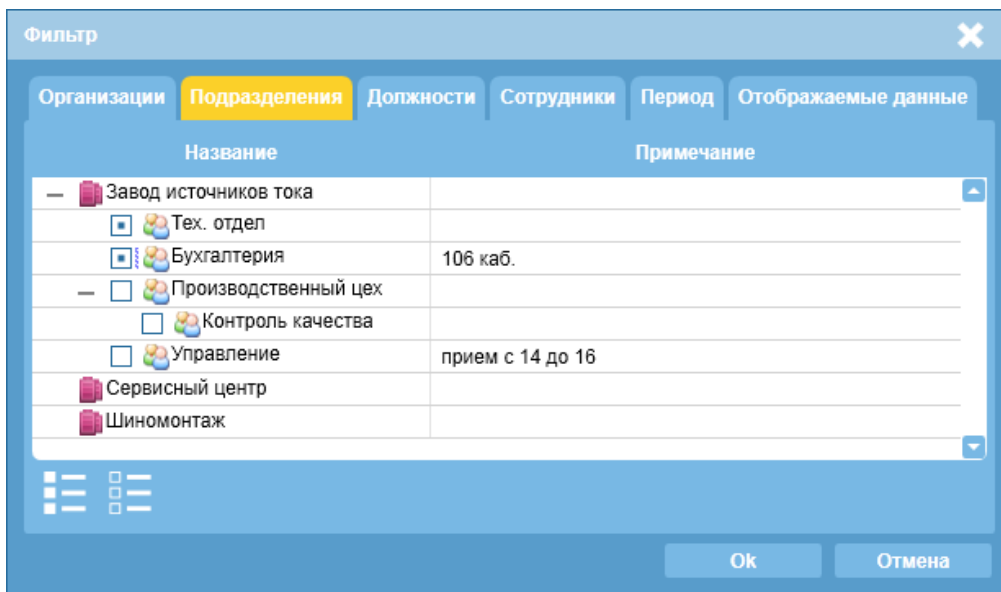 Фильтр
Организации Подразделения Должности Сотрудники Период Отображаемые данные
Название Примечание
Завод источников тока
Тех. отдел
Бухгалтерия 106 каб.
Производственный цех
Контроль качества
Управление прием с 14 до 16
Сервисный центр
Шиномонтаж
Ok Отмена